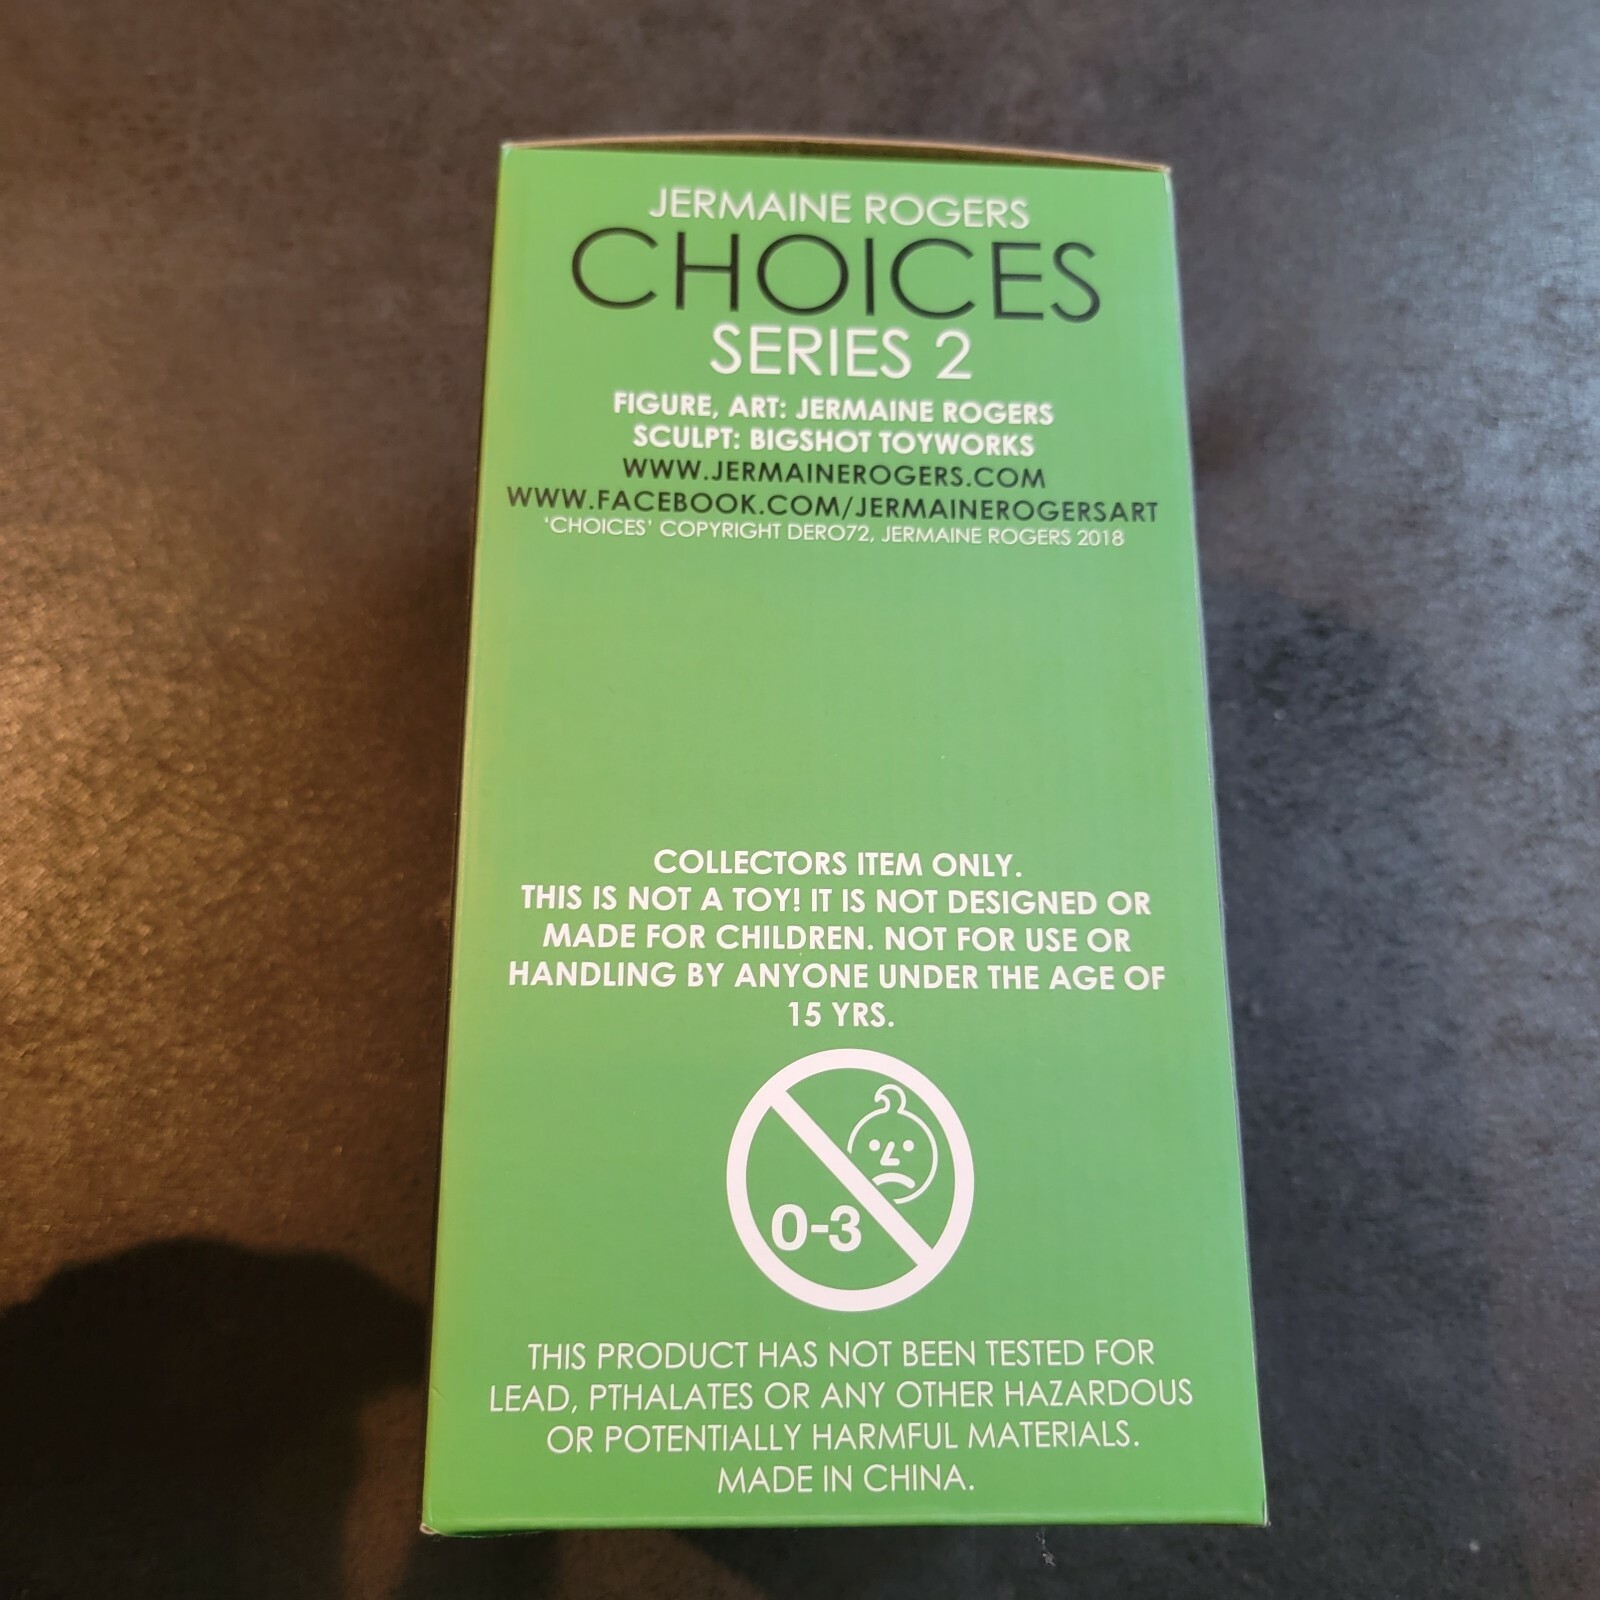 JERMAINE ROGERS
CHOICES
SERIES 2
FIGURE, ART: JERMAINE ROGERS
SCULPT: BIGSHOT TOYWORKS
WWW.JERMAINEROGERS.COM
WWW.FACEBOOK.COM/JERMAINEROGERSART
'CHOICES' COPYRIGHT DERO72, JERMAINE ROGERS 2018
COLLECTORS ITEM ONLY.
THIS IS NOT A TOY! IT IS NOT DESIGNED OR
MADE FOR CHILDREN. NOT FOR USE OR
HANDLING BY ANYONE UNDER THE AGE OF
15 YRS.
0-3
THIS PRODUCT HAS NOT BEEN TESTED FOR
LEAD, PTHALATES OR ANY OTHER HAZARDOUS
OR POTENTIALLY HARMFUL MATERIALS.
MADE IN CHINA.